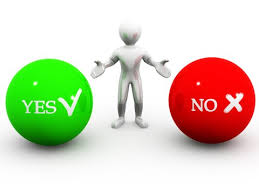 YES ✓
NO ✗